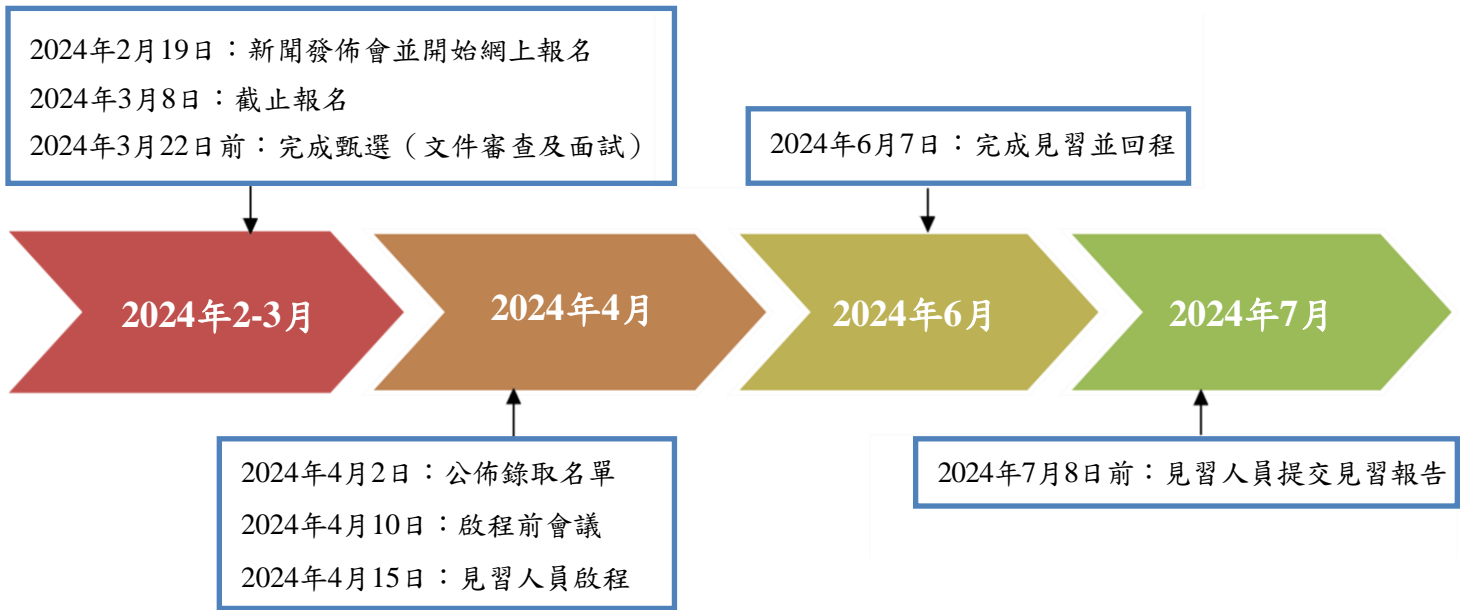 2024年2月19日：新聞發佈會並開始網上報名
2024年3月8日：截止報名
2024年3月22日前：完成甄選（文件審查及面試）
2024年6月7日：完成見習並回程
2024年2-3月
2024年4月
2024年6月
2024年7月
2024年4月2日：公佈錄取名單
2024年4月10日：啟程前會議
2024年4月15日：見習人員啟程
2024年7月8日前：見習人員提交見習報告